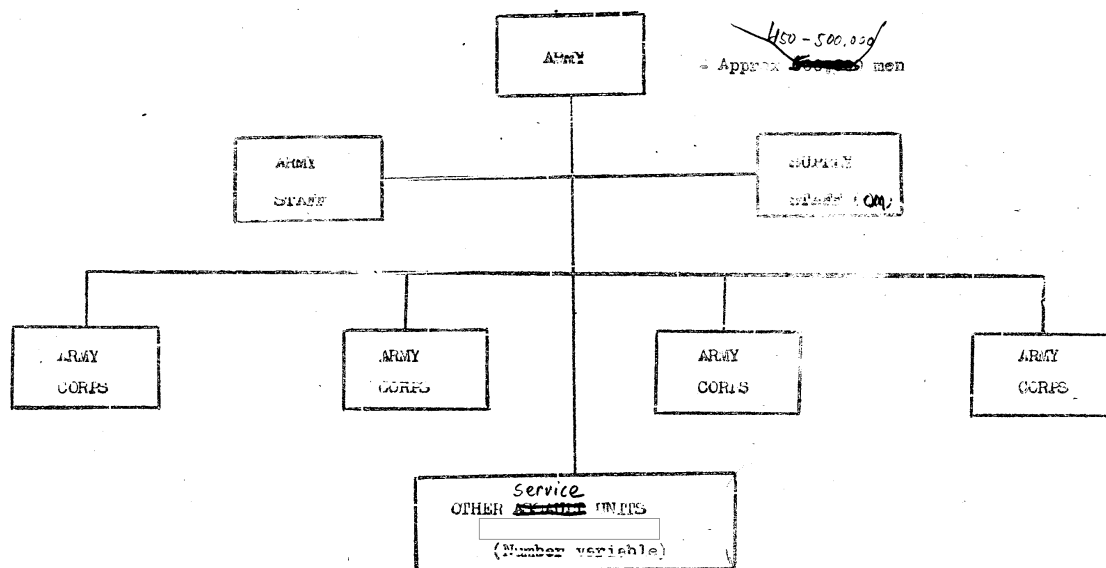 ARMY
450-500,000
Approx men
ARMY
STAFF
SUPPLY
STAFF (QM)
ARMY
CORPS
ARMY
CORPS
ARMY
CORPS
ARMY
CORPS
service
OTHER ASSAULT UNITS
(Number variable)